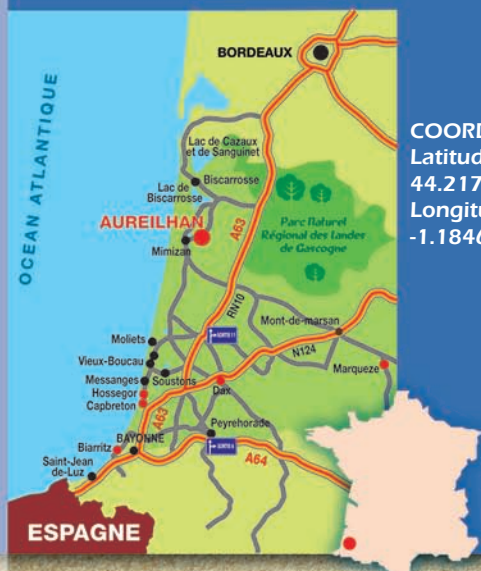 BORDEAUX
OCEAN ATLANTIQUE
Lac de Cazaux
et de Sanguinet
Biscarrosse
Lac de
Biscarrosse
AUREILHAN
Mimizan
A63
Parc Naturel
Régional des Landes
de Gascogne
COORD
Latitud
44.217
Longitu
-1.1846
RN10
Moliets
Mont-de-marsan
Vieux-Boucau
N124
Marqueze
Messanges
Soustons
Hossegor
Dax
Capbreton
A63
Peyrehorade
Biarritz
BAYONNE
Saint-Jean
de-Luz
A64
ESPAGNE